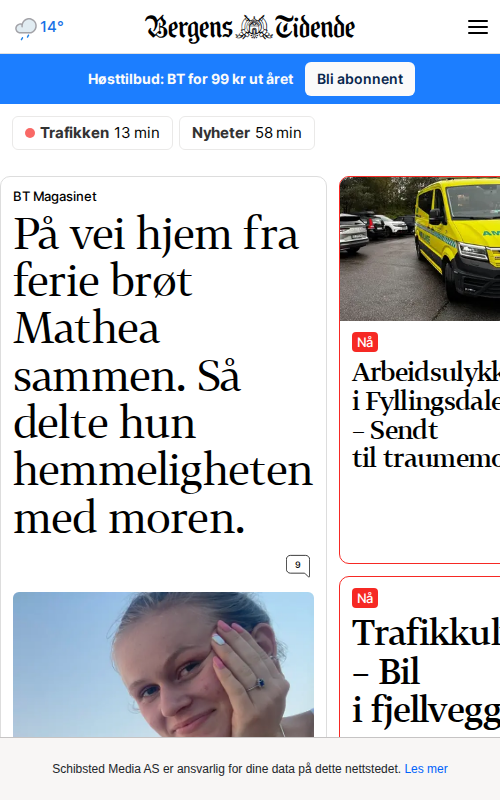 14°
Bergens Tidende
Høsttilbud: BT for 99 kr ut året
Bli abonnent
Trafikken 13 min
Nyheter 58 min
BT Magasinet
På vei hjem fra
ferie brøt
Mathea
sammen. Så
delte hun
hemmeligheten
med moren.
9
Nå
Arbeidsulykk
i Fyllingsdale
– Sendt
til traumemo
Nå
Trafikkul
– Bil
i fjellvegg
Schibsted Media AS er ansvarlig for dine data på dette nettstedet. Les mer